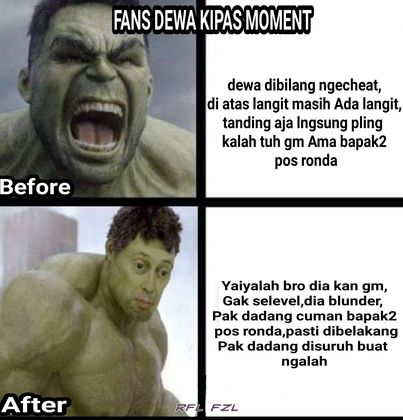 FANS DEWA KIPAS MOMENT
dewa dibilang ngecheat,
di atas langit masih Ada langit,
tanding aja lngsung pling
kalah tuh gm Ama bapak2
pos ronda
Before
Yaiyalah bro dia kan gm,
Gak selevel,dia blunder,
Pak dadang cuman bapak2
pos ronda,pasti dibelakang
Pak dadang disuruh buat
ngalah
After
RFL FZL